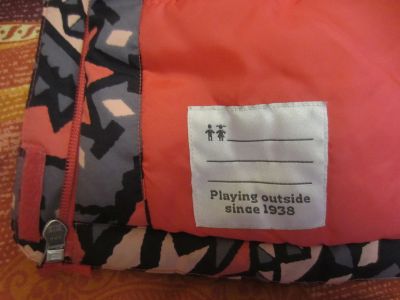 Playing outside
since 1938